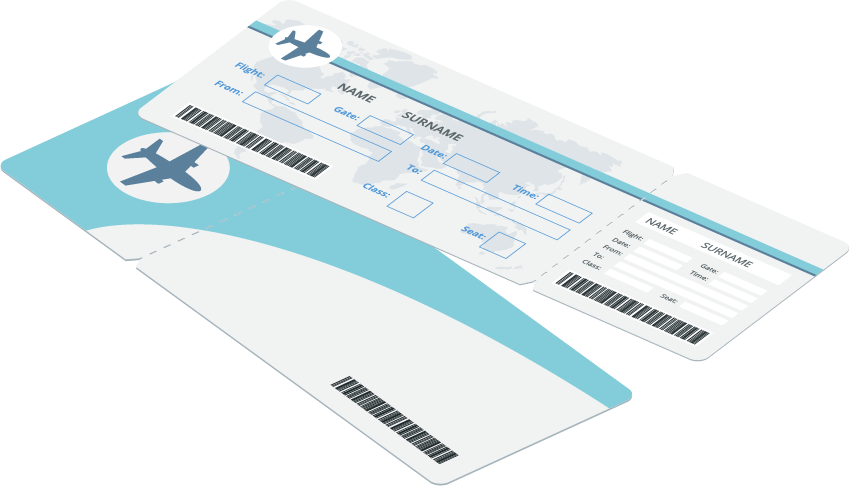 NAME SURNAME
Flight: Gate: Date: Time:
From: To:
Class: Seat:
NAME SURNAME
Flight: Gate:
Date: Time:
From:
To:
Class: Seat: